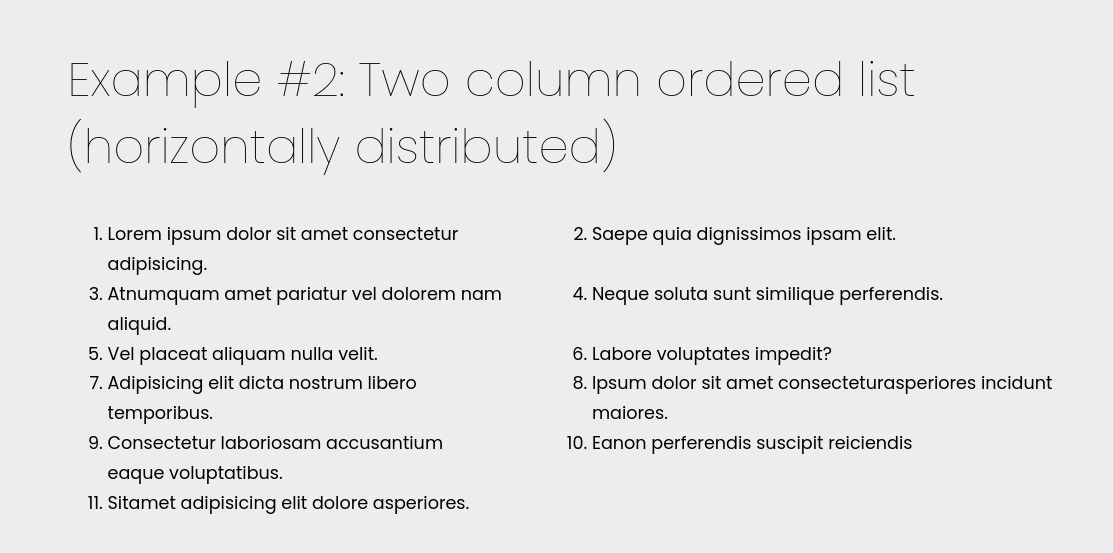 Example #2: Two column ordered list
(horizontally distributed)
1. Lorem ipsum dolor sit amet consectetur
adipisicing.
2. Saepe quia dignissimos ipsam elit.
3. Atnumquam amet pariatur vel dolorem nam
aliquid.
4. Neque soluta sunt similique perferendis.
5. Vel placeat aliquam nulla velit.
6. Labore voluptates impedit?
7. Adipisicing elit dicta nostrum libero
temporibus.
8. Ipsum dolor sit amet consecteturasperiores incidunt
maiores.
9. Consectetur laboriosam accusantium
eaque voluptatibus.
10. Eanon perferendis suscipit reiciendis
11. Sitamet adipisicing elit dolore asperiores.